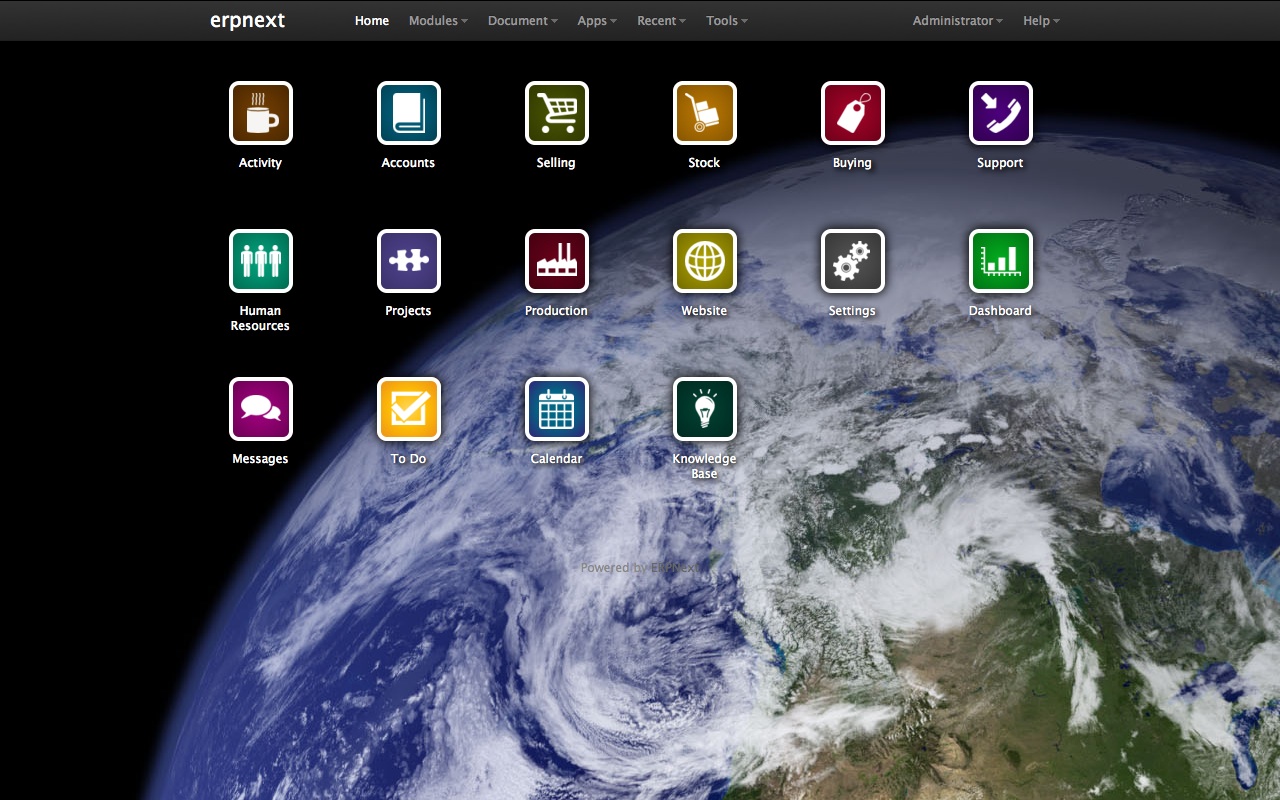 erpnext Home Modules Document Apps Recent Tools Administrator Help
Activity Accounts Selling Stock Buying Support
Human Resources Projects Production Website Settings Dashboard
Messages To Do Calendar Knowledge Base
Powered by ERPNext